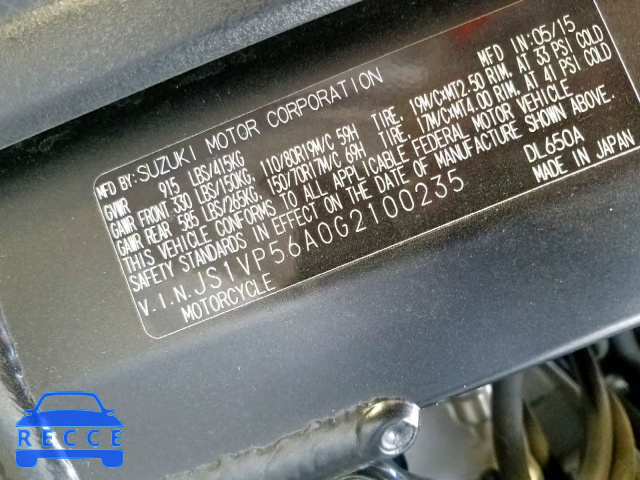 MFD BY: SUZUKI MOTOR CORPORATION MFD IN: 05/15
GVWR 915 LBS/415KG
GAWR FRONT 330 LBS/150KG, 110/80R19M/C 59H TIRE, 19M/C×MT2.50 RIM, AT 33 PSI COLD
GAWR REAR 585 LBS/265KG, 150/70R17M/C 69H TIRE, 17M/C×MT4.00 RIM, AT 41 PSI COLD
THIS VEHICLE CONFORMS TO ALL APPLICABLE FEDERAL MOTOR VEHICLE
SAFETY STANDARDS IN EFFECT ON THE DATE OF MANUFACTURE SHOWN ABOVE.
V.I.N. JS1VP56A0G2100235 DL650A
MOTORCYCLE MADE IN JAPAN
RECCE